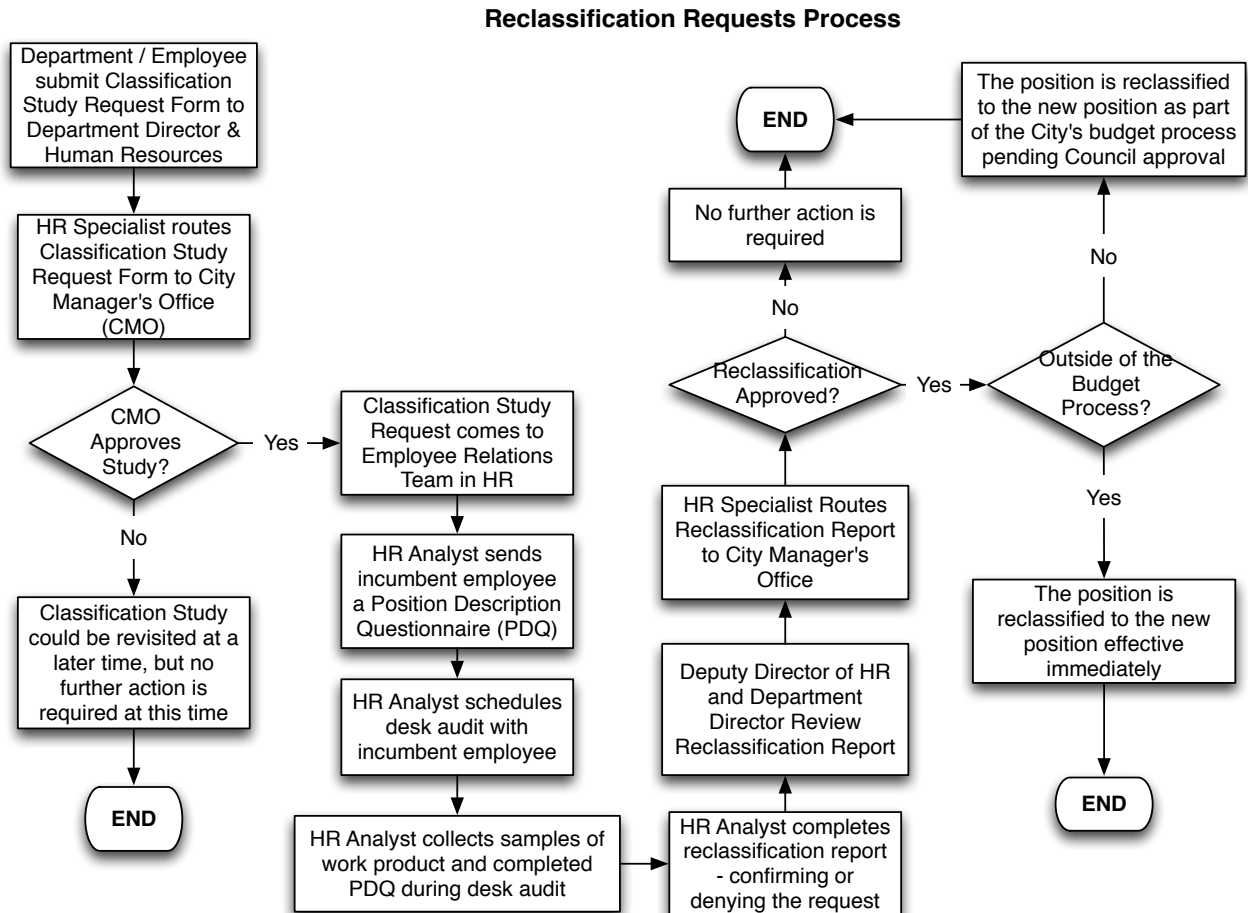 Reclassification Requests Process
Department / Employee
submit Classification
Study Request Form to
Department Director &
Human Resources
HR Specialist routes
Classification Study
Request Form to City
Manager's Office
(CMO)
CMO
Approves
Study?
No
Classification Study
could be revisited at a
later time, but no
further action is
required at this time
END
Yes
Classification Study
Request comes to
Employee Relations
Team in HR
HR Analyst sends
incumbent employee
a Position Description
Questionnaire (PDQ)
HR Analyst schedules
desk audit with
incumbent employee
HR Analyst collects samples of
work product and completed
PDQ during desk audit
HR Analyst completes
reclassification report
- confirming or
denying the request
Deputy Director of HR
and Department
Director Review
Reclassification Report
HR Specialist Routes
Reclassification Report
to City Manager's
Office
Reclassification
Approved?
No
No further action is
required
END
Yes
Outside of the
Budget
Process?
No
The position is reclassified
to the new position as part
of the City's budget process
pending Council approval
Yes
The position is
reclassified to the new
position effective
immediately
END